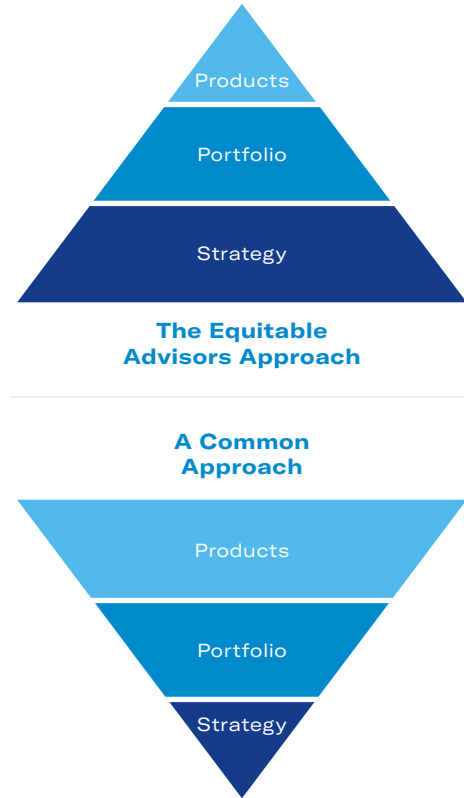 Products
Portfolio
Strategy
The Equitable
Advisors Approach
A Common
Approach
Products
Portfolio
Strategy